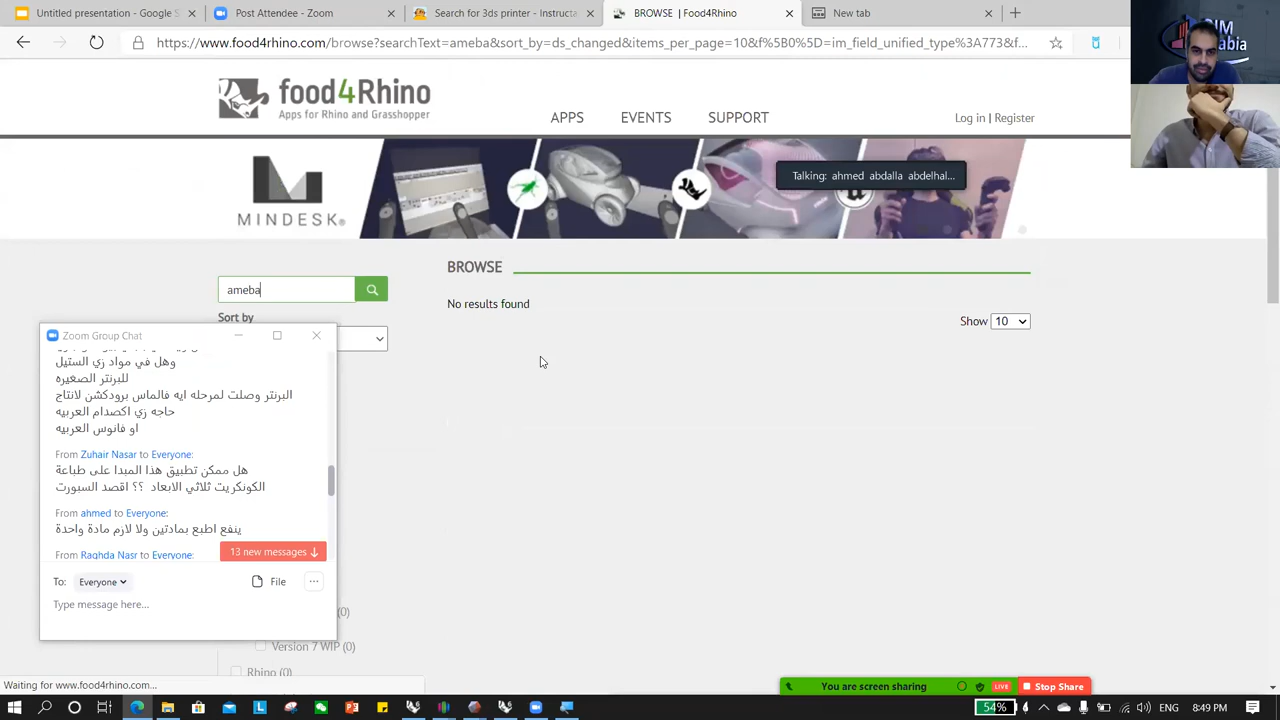 Untitled presentation - Google S
Post Attendee - Zoom
Search for 3ds printer - Instructa
BROWSE | Food4Rhino
New tab
https://www.food4rhino.com/browse?searchText=ameba&sort_by=ds_changed&items_per_page=10&f%5B0%5D=im_field_unified_type%3A773&f...
food4Rhino
Apps for Rhino and Grasshopper
APPS
EVENTS
SUPPORT
Log in | Register
MINDESK
Talking: ahmed abdalla abdelhal...
BROWSE
ameba
No results found
Sort by
Show 10
Zoom Group Chat
وهل في مواد زي الستيل
للبرنتر الصغيره
البرنتر وصلت لمرحله ايه فالماس برودكشن لانتاج
حاجه زي اكصدام العربيه
او فانوس العربيه
From Zuhair Nasar to Everyone:
هل ممكن تطبيق هذا المبدا على طباعة
الكونكريت ثلاثي الابعاد ؟؟ اقصد السبورت
From ahmed to Everyone:
ينفع اطبع بمادتين ولا لازم مادة واحدة
From Raghda Nasr to Everyone:
13 new messages
To: Everyone
File
Type message here...
(0)
Version 7 WIP (0)
Rhino (0)
Waiting for www.food4rhino.com...
You are screen sharing
LIVE
Stop Share
54%
ENG
8:49 PM